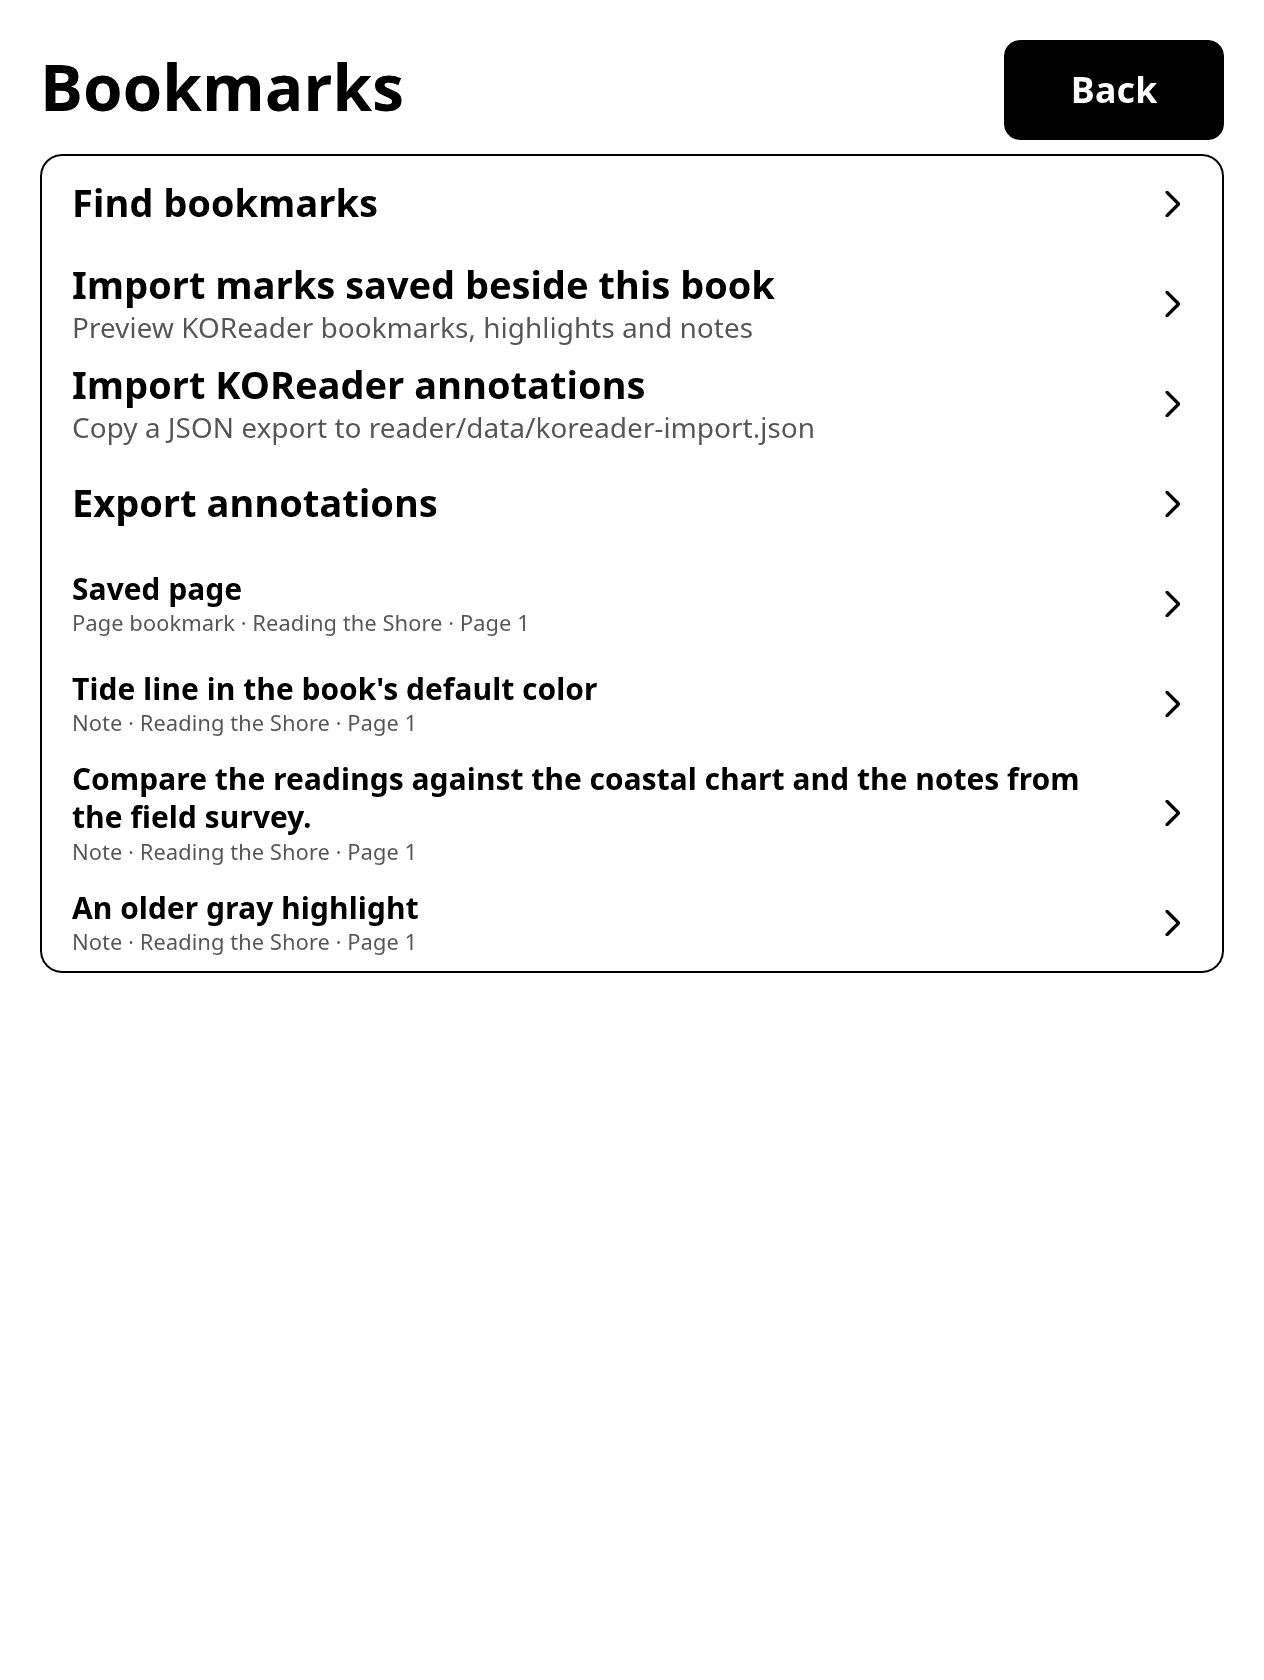 Bookmarks
Back
Find bookmarks
Import marks saved beside this book
Preview KOReader bookmarks, highlights and notes
Import KOReader annotations
Copy a JSON export to reader/data/koreader-import.json
Export annotations
Saved page
Page bookmark · Reading the Shore · Page 1
Tide line in the book's default color
Note · Reading the Shore · Page 1
Compare the readings against the coastal chart and the notes from
the field survey.
Note · Reading the Shore · Page 1
An older gray highlight
Note · Reading the Shore · Page 1